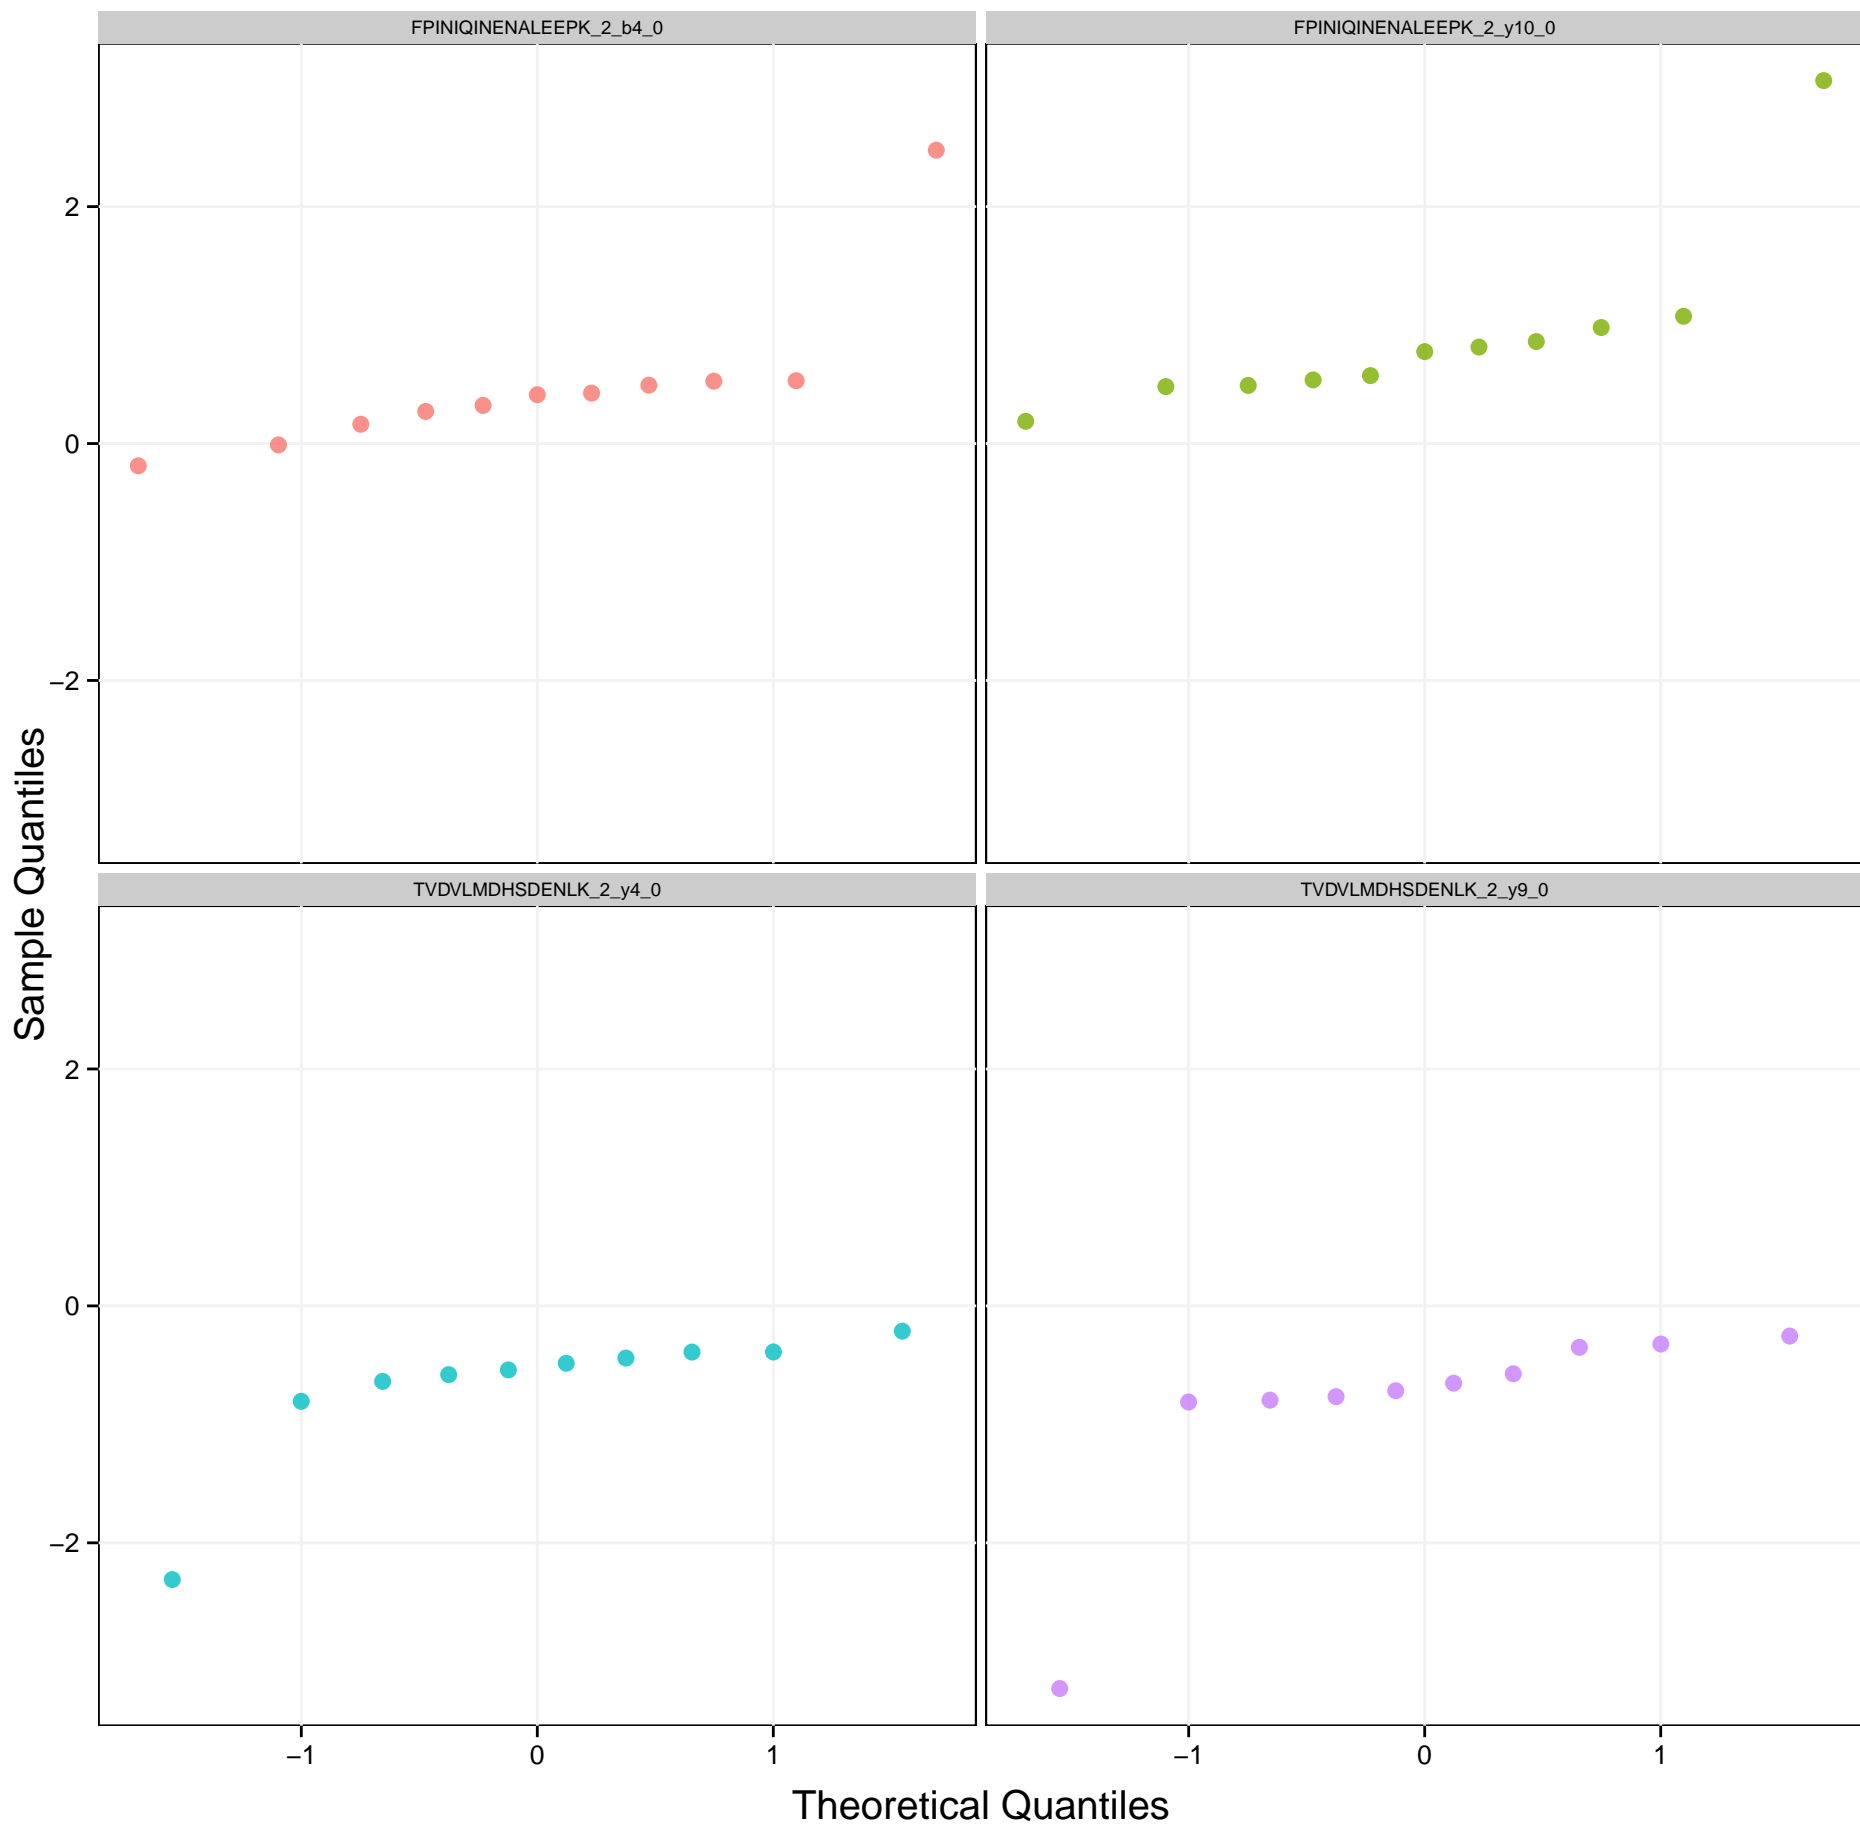 FPINIQINENALEEPK_2_b4_0
FPINIQINENALEEPK_2_y10_0
2
0
−2
TVDVLMDHSDENLK_2_y4_0
TVDVLMDHSDENLK_2_y9_0
2
0
−2
Sample Quantiles
−1
0
1
−1
0
1
Theoretical Quantiles